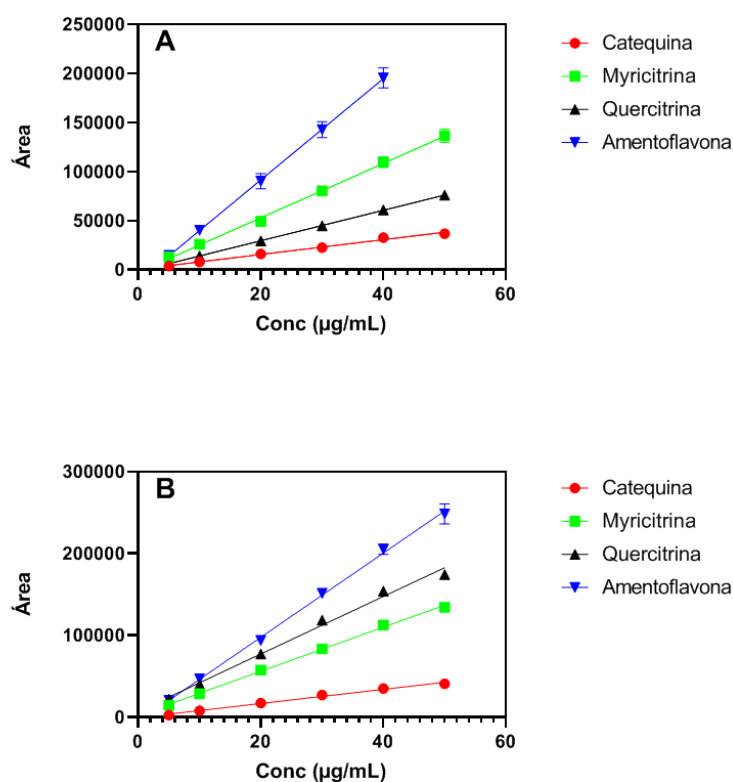 A
250000
200000
150000
100000
50000
0
Área
0 20 40 60
Conc (µg/mL)
Catequina
Myricitrina
Quercitrina
Amentoflavona
B
300000
200000
100000
0
Área
0 20 40 60
Conc (µg/mL)
Catequina
Myricitrina
Quercitrina
Amentoflavona